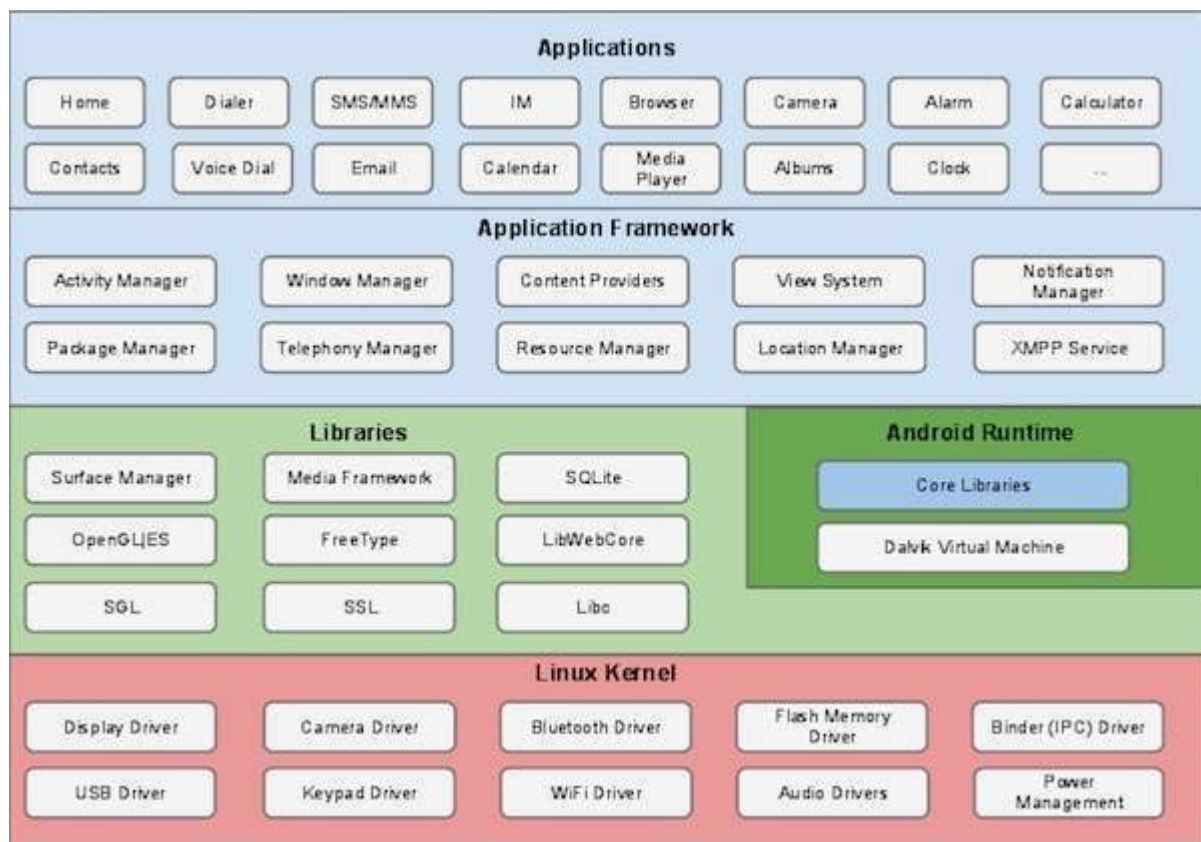 Applications
Home Dialer SMS/MMS IM Browser Camera Alarm Calculator
Contacts Voice Dial Email Calendar Media Player Albums Clock ...
Application Framework
Activity Manager Window Manager Content Providers View System Notification Manager
Package Manager Telephony Manager Resource Manager Location Manager XMPP Service
Libraries
Surface Manager Media Framework SQLite
OpenGL|ES FreeType LibWebCore
SGL SSL Libc
Android Runtime
Core Libraries
Dalvik Virtual Machine
Linux Kernel
Display Driver Camera Driver Bluetooth Driver Flash Memory Driver Binder (IPC) Driver
USB Driver Keypad Driver WiFi Driver Audio Drivers Power Management